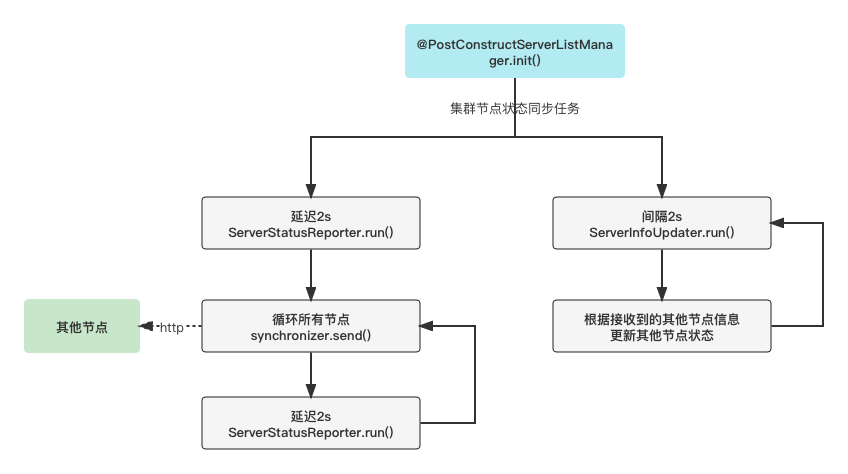 @PostConstructServerListMana
ger.init()
集群节点状态同步任务
延迟2s
ServerStatusReporter.run()
间隔2s
ServerInfoUpdater.run()
其他节点
http
循环所有节点
synchronizer.send()
根据接收到的其他节点信息
更新其他节点状态
延迟2s
ServerStatusReporter.run()